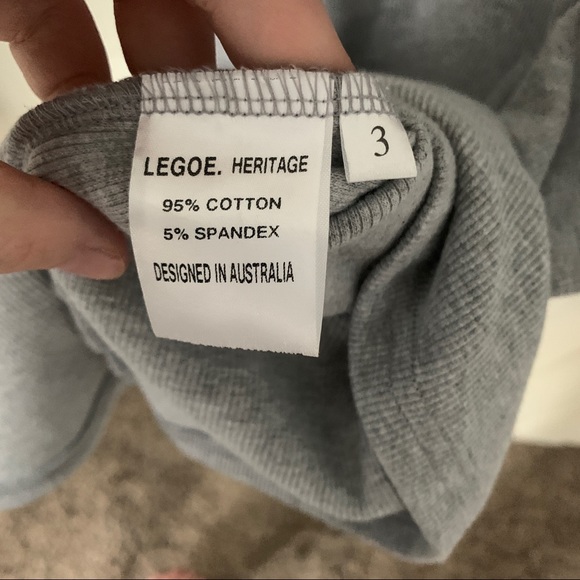 LEGOE. HERITAGE
95% COTTON
5% SPANDEX
DESIGNED IN AUSTRALIA
3